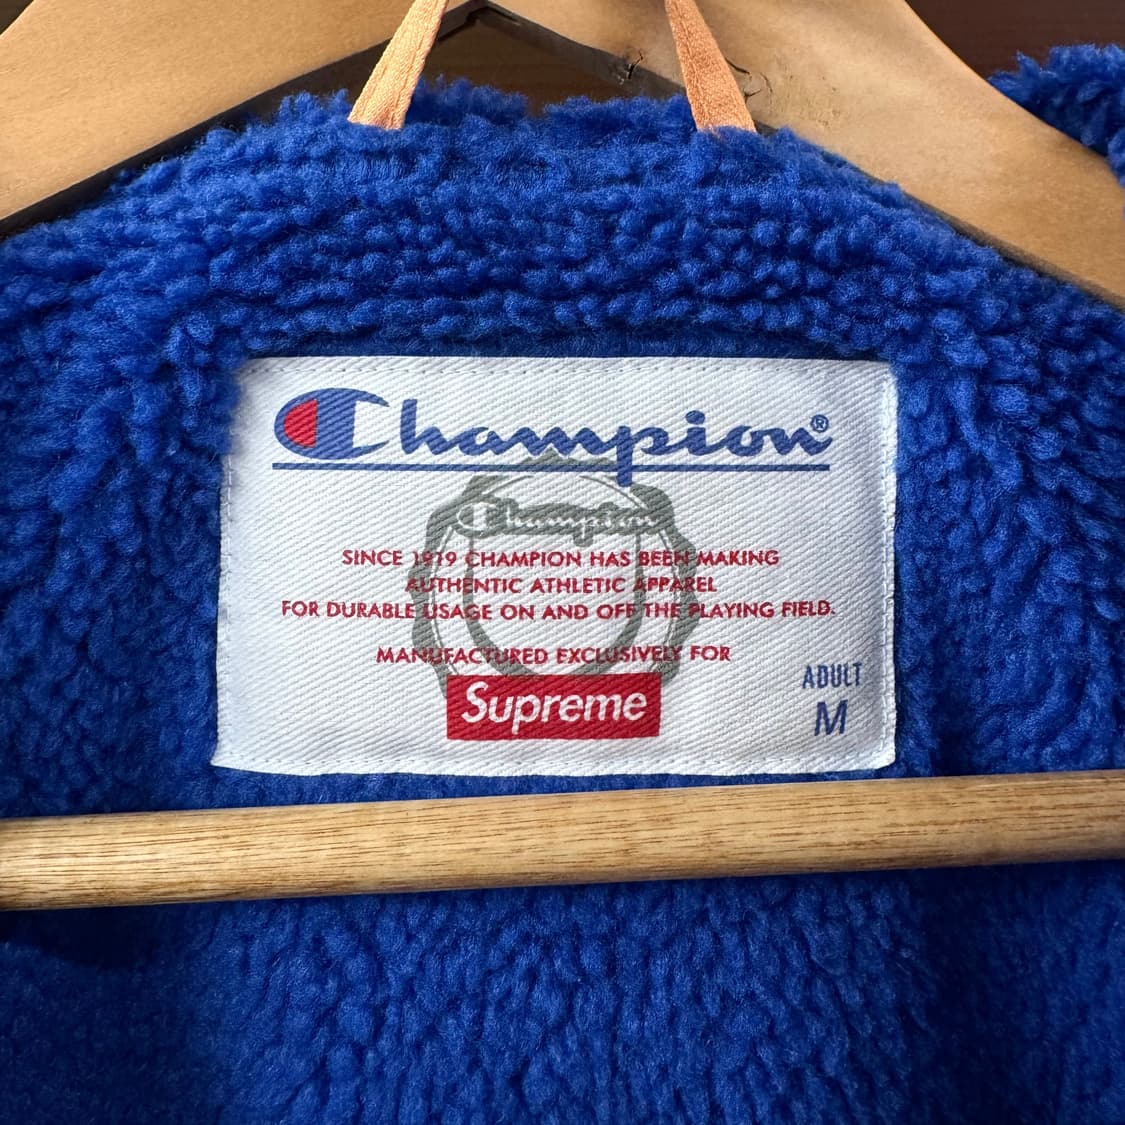 Champion®
Champion
SINCE 1919 CHAMPION HAS BEEN MAKING
AUTHENTIC ATHLETIC APPAREL
FOR DURABLE USAGE ON AND OFF THE PLAYING FIELD.
MANUFACTURED EXCLUSIVELY FOR
Supreme
ADULT
M